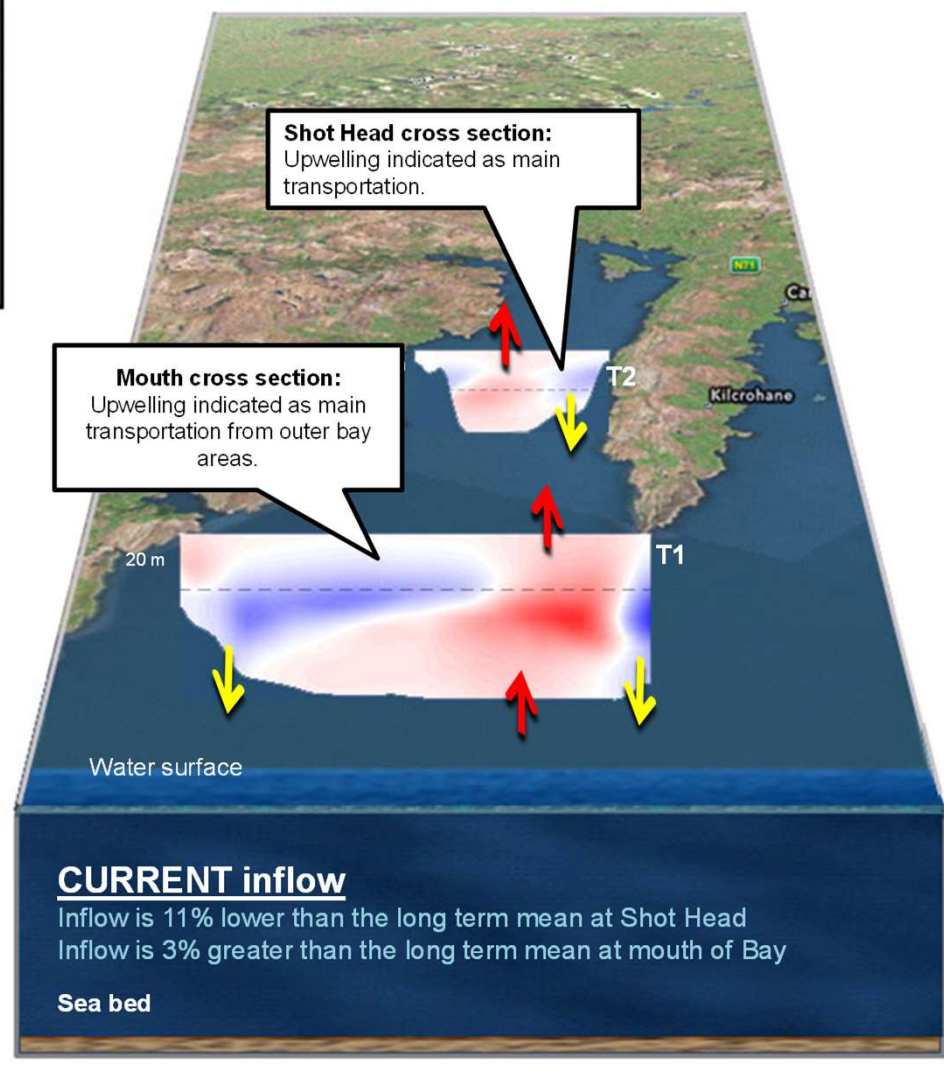 Shot Head cross section:
Upwelling indicated as main
transportation.
N71
Mouth cross section:
Upwelling indicated as main
transportation from outer bay
areas.
T2
Kilcrohane
20 m
T1
Water surface
CURRENT inflow
Inflow is 11% lower than the long term mean at Shot Head
Inflow is 3% greater than the long term mean at mouth of Bay
Sea bed